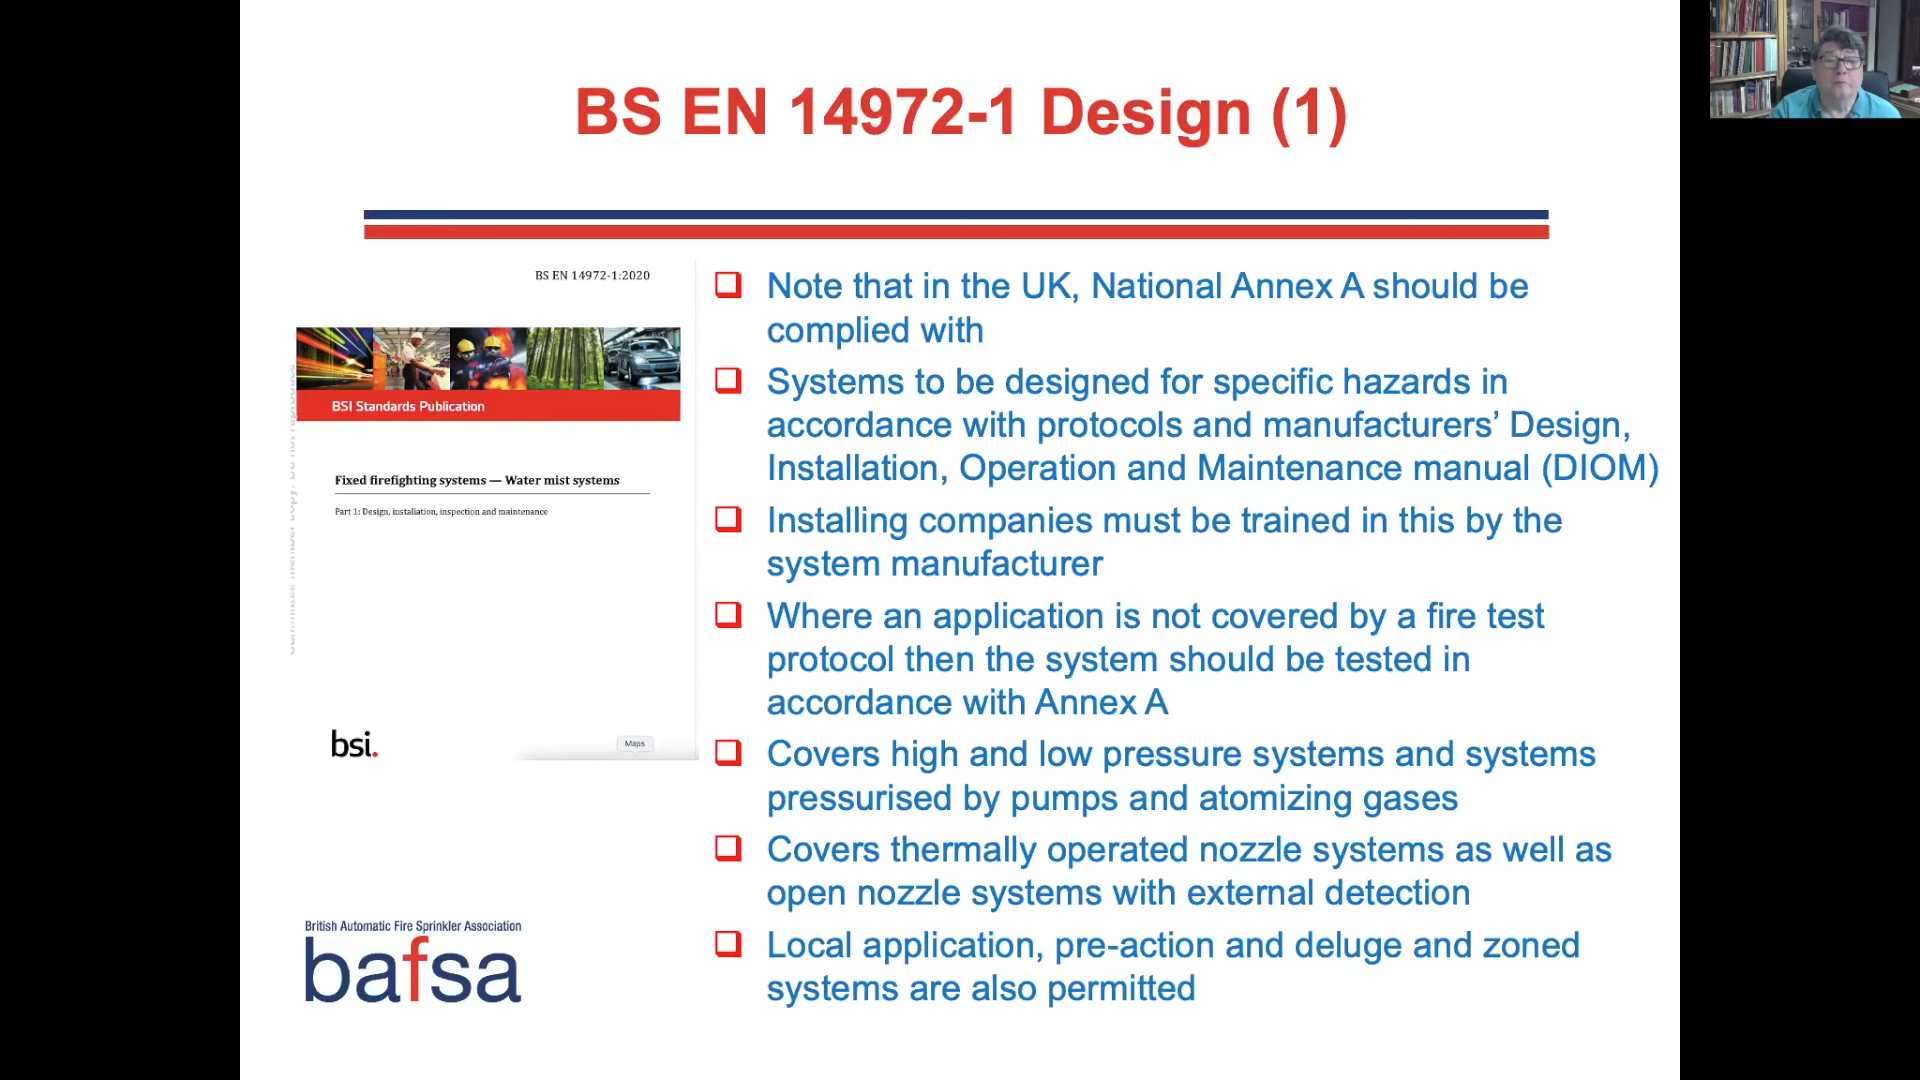 BS EN 14972-1 Design (1)
BS EN 14972-1:2020
BSI Standards Publication
Fixed firefighting systems — Water mist systems
Part 1: Design, installation, inspection and maintenance
bsi.
Maps
British Automatic Fire Sprinkler Association
bafsa
Note that in the UK, National Annex A should be
complied with
Systems to be designed for specific hazards in
accordance with protocols and manufacturers’ Design,
Installation, Operation and Maintenance manual (DIOM)
Installing companies must be trained in this by the
system manufacturer
Where an application is not covered by a fire test
protocol then the system should be tested in
accordance with Annex A
Covers high and low pressure systems and systems
pressurised by pumps and atomizing gases
Covers thermally operated nozzle systems as well as
open nozzle systems with external detection
Local application, pre-action and deluge and zoned
systems are also permitted